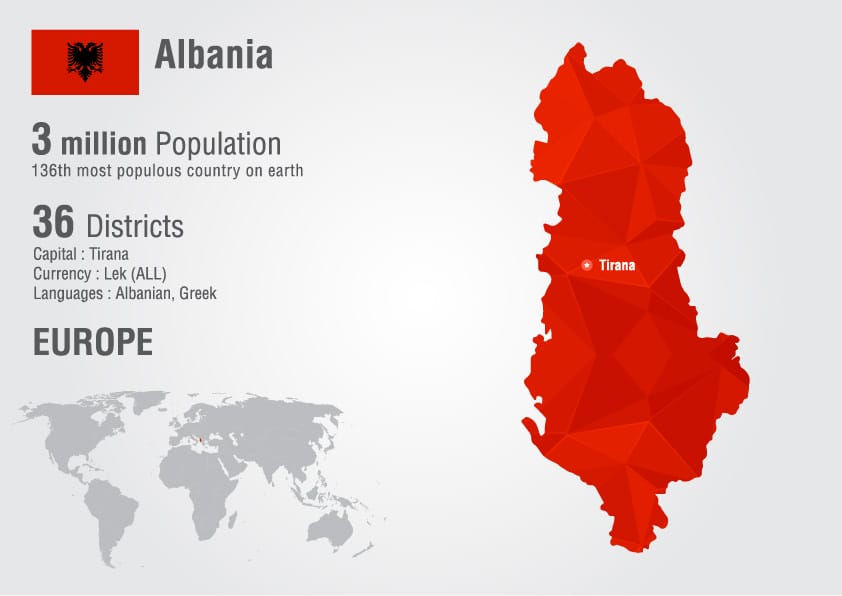 Albania
3 million Population
136th most populous country on earth
36 Districts
Capital : Tirana
Currency : Lek (ALL)
Languages : Albanian, Greek
EUROPE
Tirana